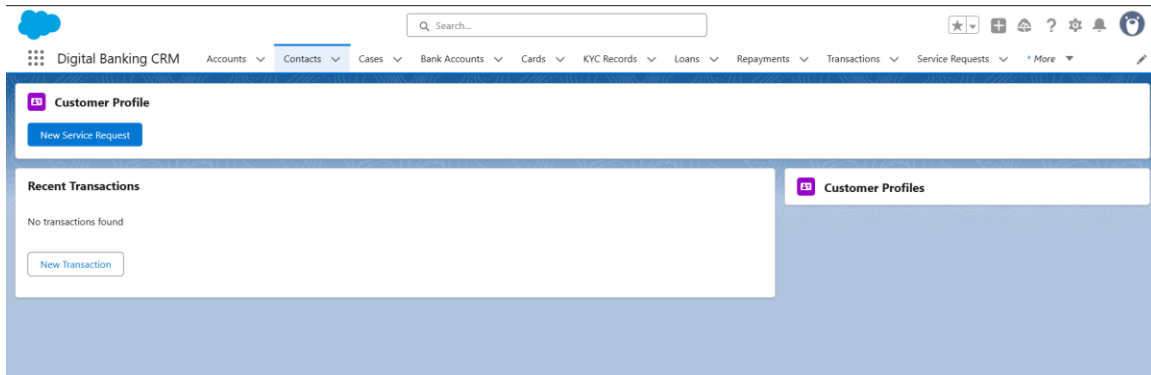 Search...
Digital Banking CRM Accounts Contacts Cases Bank Accounts Cards KYC Records Loans Repayments Transactions Service Requests * More
Customer Profile
New Service Request
Recent Transactions
Customer Profiles
No transactions found
New Transaction